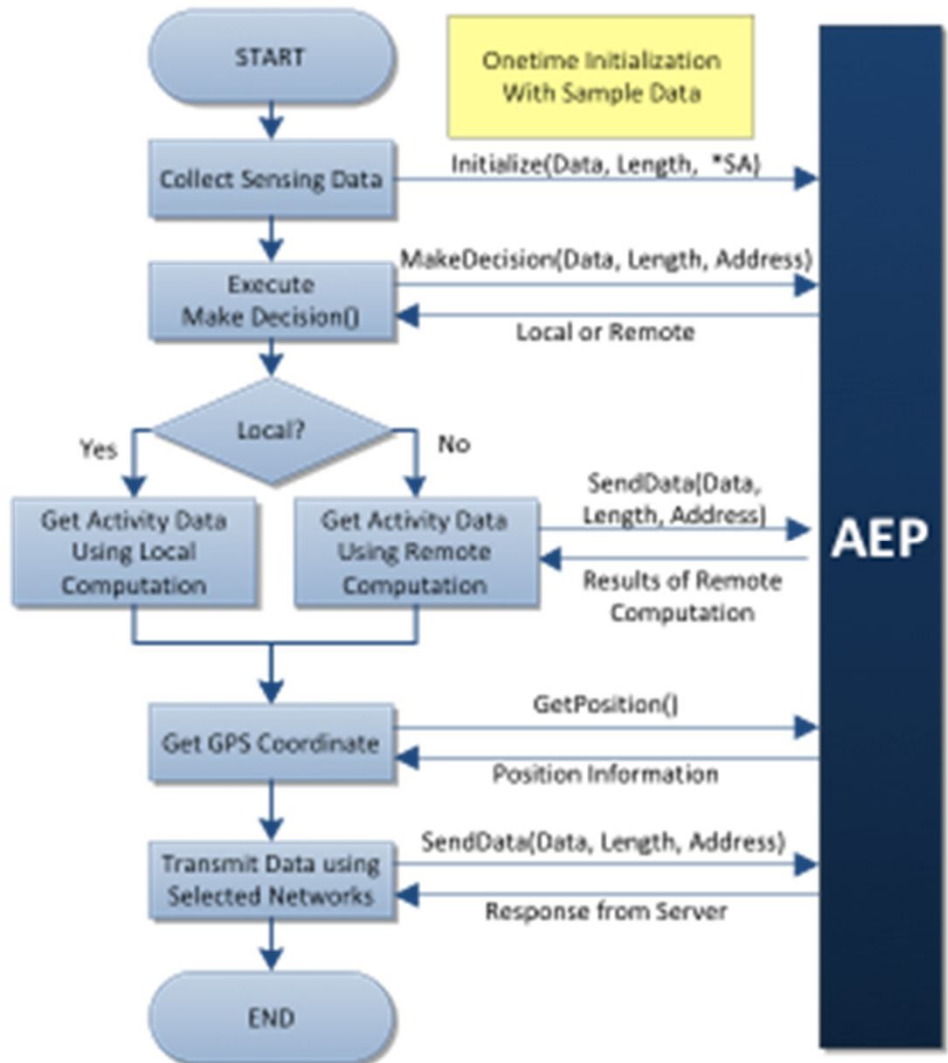 START
Onetime Initialization
With Sample Data
Collect Sensing Data
Initialize(Data, Length, *SA)
Execute
Make Decision()
MakeDecision(Data, Length, Address)
Local or Remote
Local?
Yes
No
Get Activity Data
Using Local
Computation
Get Activity Data
Using Remote
Computation
SendData(Data,
Length, Address)
Results of Remote
Computation
AEP
Get GPS Coordinate
GetPosition()
Position Information
Transmit Data using
Selected Networks
SendData(Data, Length, Address)
Response from Server
END